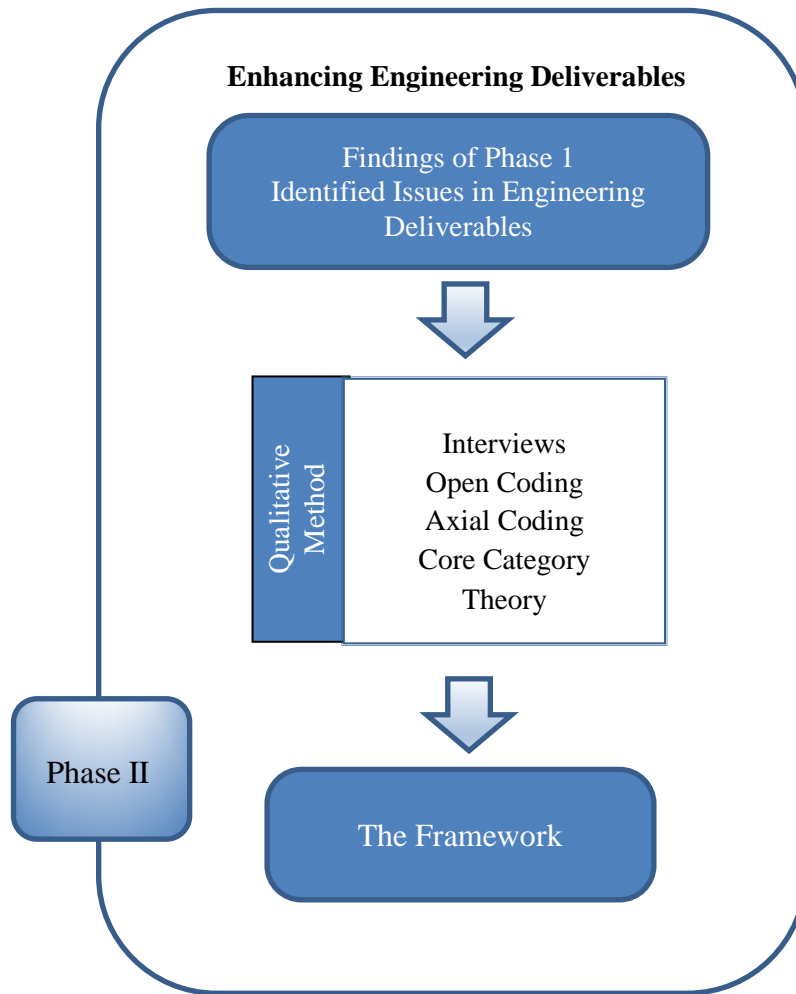 Enhancing Engineering Deliverables
Findings of Phase 1
Identified Issues in Engineering
Deliverables
Qualitative
Method
Interviews
Open Coding
Axial Coding
Core Category
Theory
Phase II
The Framework